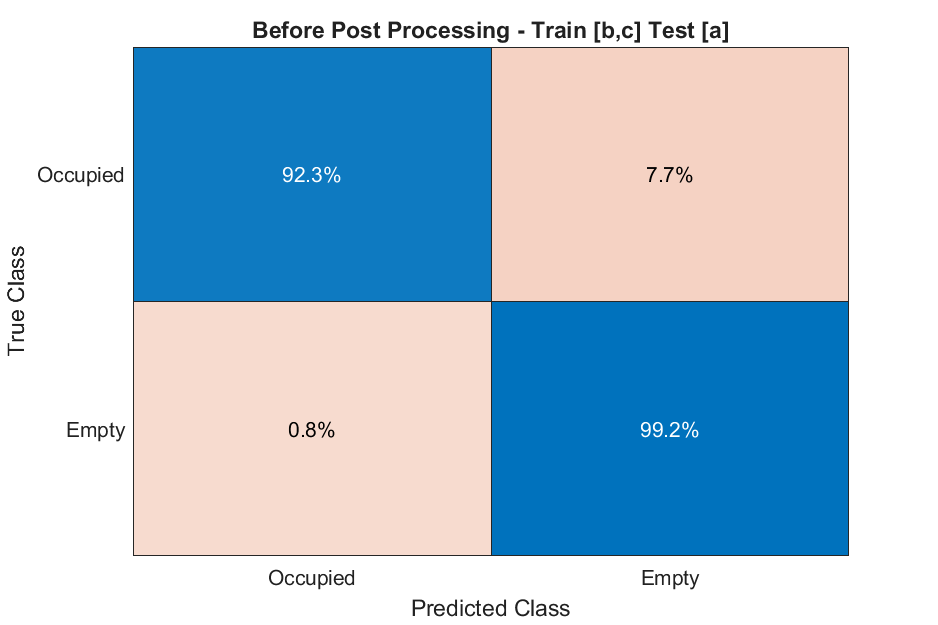 Before Post Processing - Train [b,c] Test [a]
True Class
Occupied
92.3%
7.7%
Empty
0.8%
99.2%
Occupied
Empty
Predicted Class